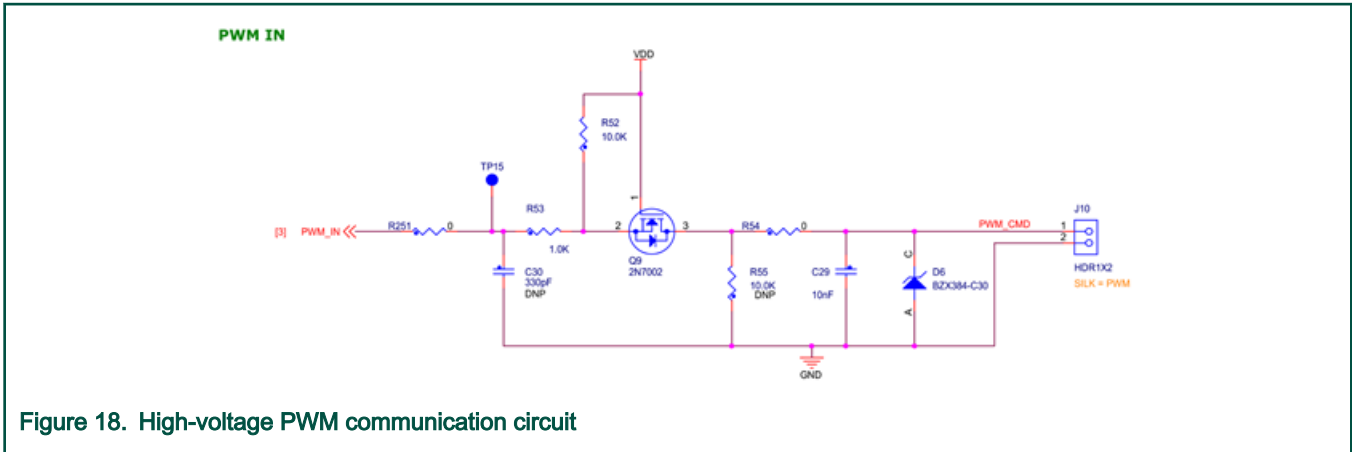 PWM IN
VDD
R52
10.0K
TP15
R53
1
J10
[3] PWM_IN R251 0 2 3 R54 0 PWM_CMD 1
2
1.0K
Q9
2N7002
C30
330pF
DNP
R55
10.0K
DNP
C29
10nF
C
D6
BZX384-C30
A
HDR1X2
SILK = PWM
GND
Figure 18. High-voltage PWM communication circuit